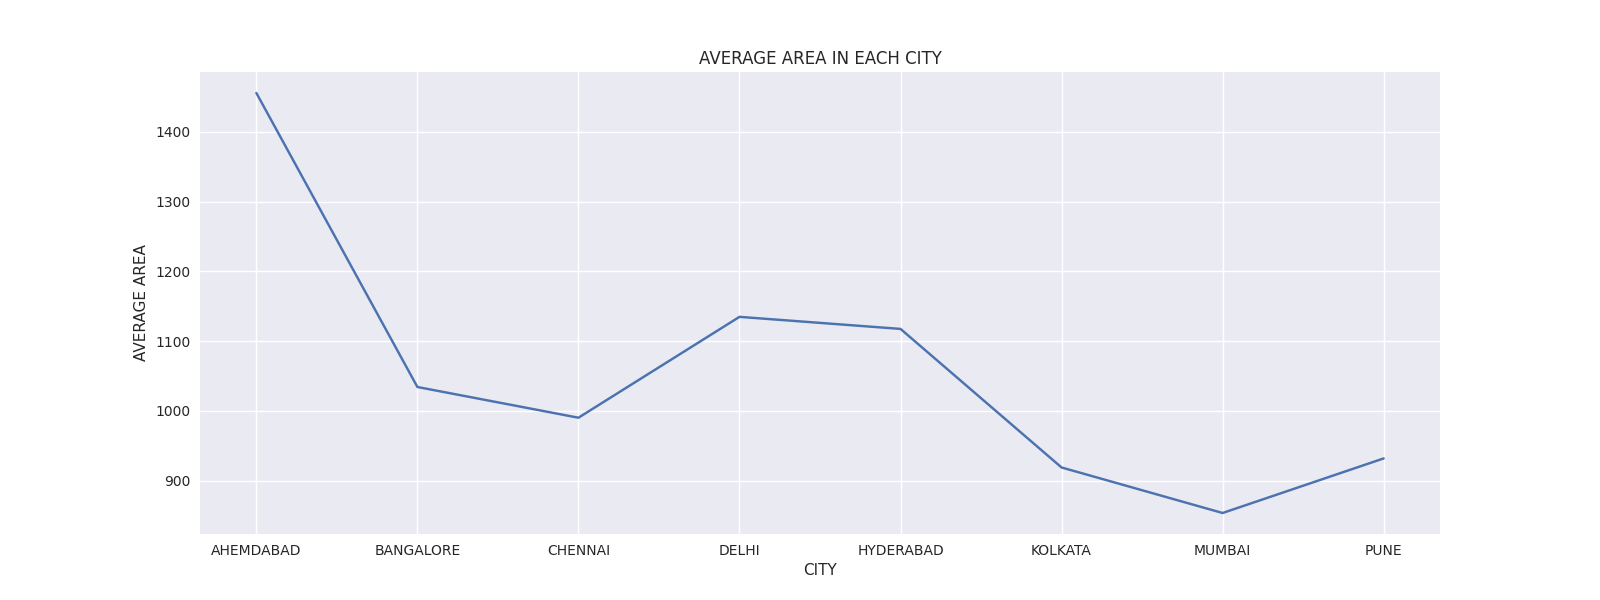 AVERAGE AREA IN EACH CITY
AVERAGE AREA
1400
1300
1200
1100
1000
900
AHEMDABAD BANGALORE CHENNAI DELHI HYDERABAD KOLKATA MUMBAI PUNE
CITY